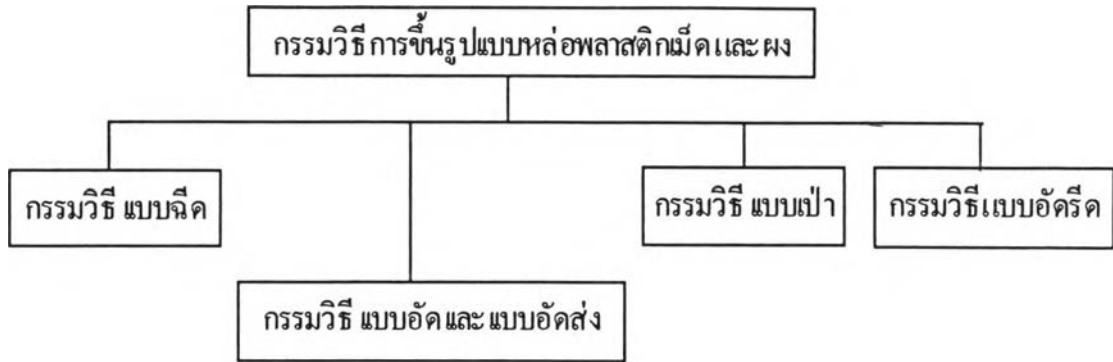 กรรมวิธีการขึ้นรูปแบบหล่อพลาสติกเม็ดและผง
กรรมวิธี แบบฉีด
กรรมวิธี แบบเป่า
กรรมวิธีแบบอัดรีด
กรรมวิธี แบบอัดและแบบอัดส่ง